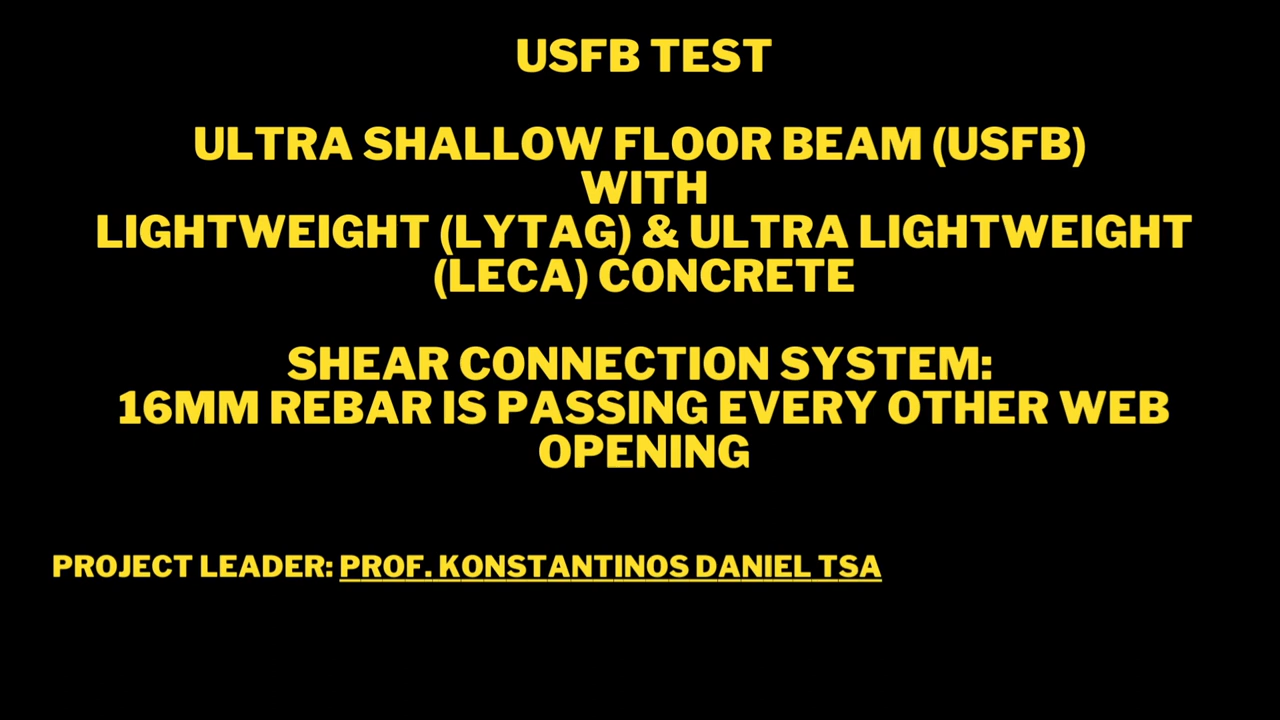 USFB TEST
ULTRA SHALLOW FLOOR BEAM (USFB)
WITH
LIGHTWEIGHT (LYTAG) & ULTRA LIGHTWEIGHT
(LECA) CONCRETE
SHEAR CONNECTION SYSTEM:
16MM REBAR IS PASSING EVERY OTHER WEB
OPENING
PROJECT LEADER: PROF. KONSTANTINOS DANIEL TSA